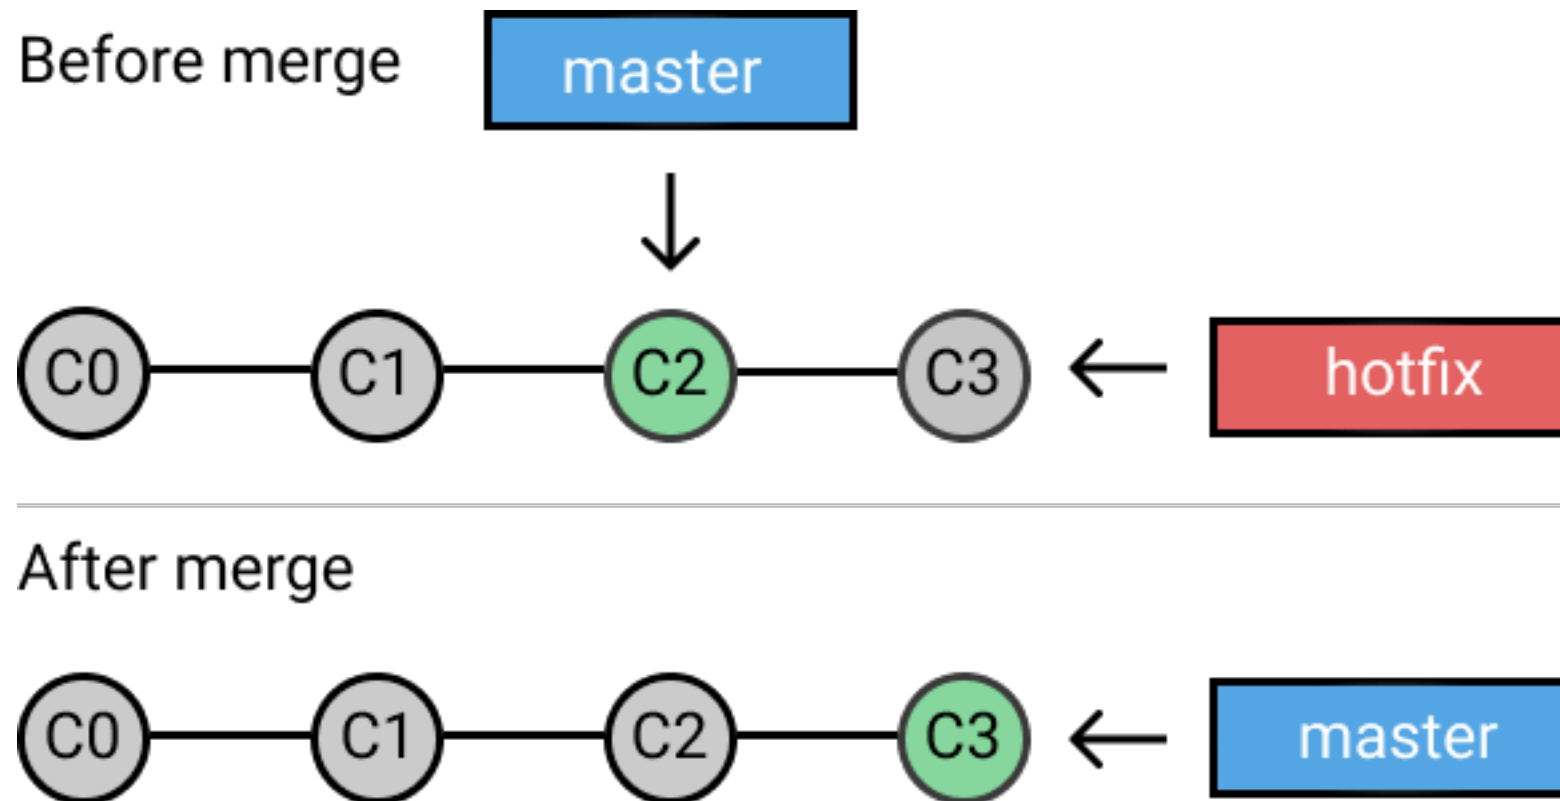 Before merge
master
C0 C1 C2 C3 hotfix
After merge
C0 C1 C2 C3 master